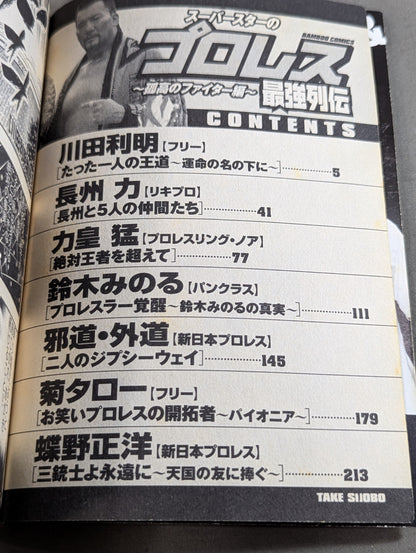 スーパースターの
プロレス
BAMBOO COMICS
～孤高のファイター編～
最強列伝
CONTENTS
川田利明【フリー】
[たった一人の王道～運命の名の下に～]……………5
長州 力【リキプロ】
[長州と5人の仲間たち]……………41
力皇 猛【プロレスリング・ノア】
[絶対王者を超えて]……………77
鈴木みのる【パンクラス】
[プロレスラー覚醒～鈴木みのるの真実～]……………111
邪道・外道【新日本プロレス】
[二人のジプシーウェイ]……………145
菊タロー【フリー】
[お笑いプロレスの開拓者～パイオニア～]……………179
蝶野正洋【新日本プロレス】
[三銃士よ永遠に～天国の友に捧ぐ～]……………213
TAKE SHOBO